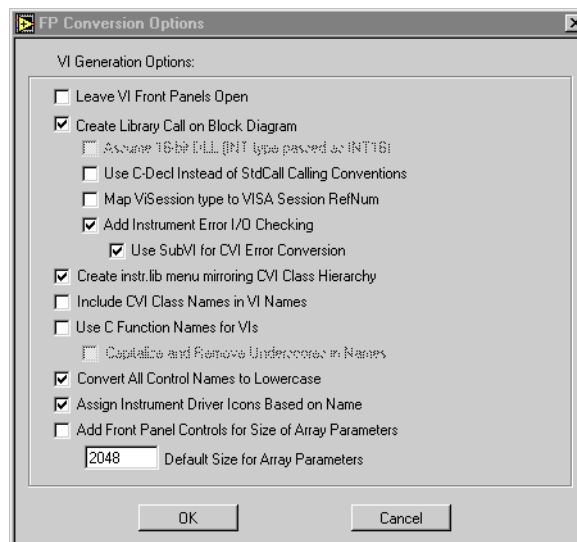 FP Conversion Options
VI Generation Options:
Leave VI Front Panels Open
Create Library Call on Block Diagram
Assume 16-bit DLL (INT type passed as INT16)
Use C-Decl Instead of StdCall Calling Conventions
Map ViSession type to VISA Session RefNum
Add Instrument Error I/O Checking
Use SubVI for CVI Error Conversion
Create instr.lib menu mirroring CVI Class Hierarchy
Include CVI Class Names in VI Names
Use C Function Names for VIs
Capitalize and Remove Underscores in Names
Convert All Control Names to Lowercase
Assign Instrument Driver Icons Based on Name
Add Front Panel Controls for Size of Array Parameters
2048 Default Size for Array Parameters
OK Cancel